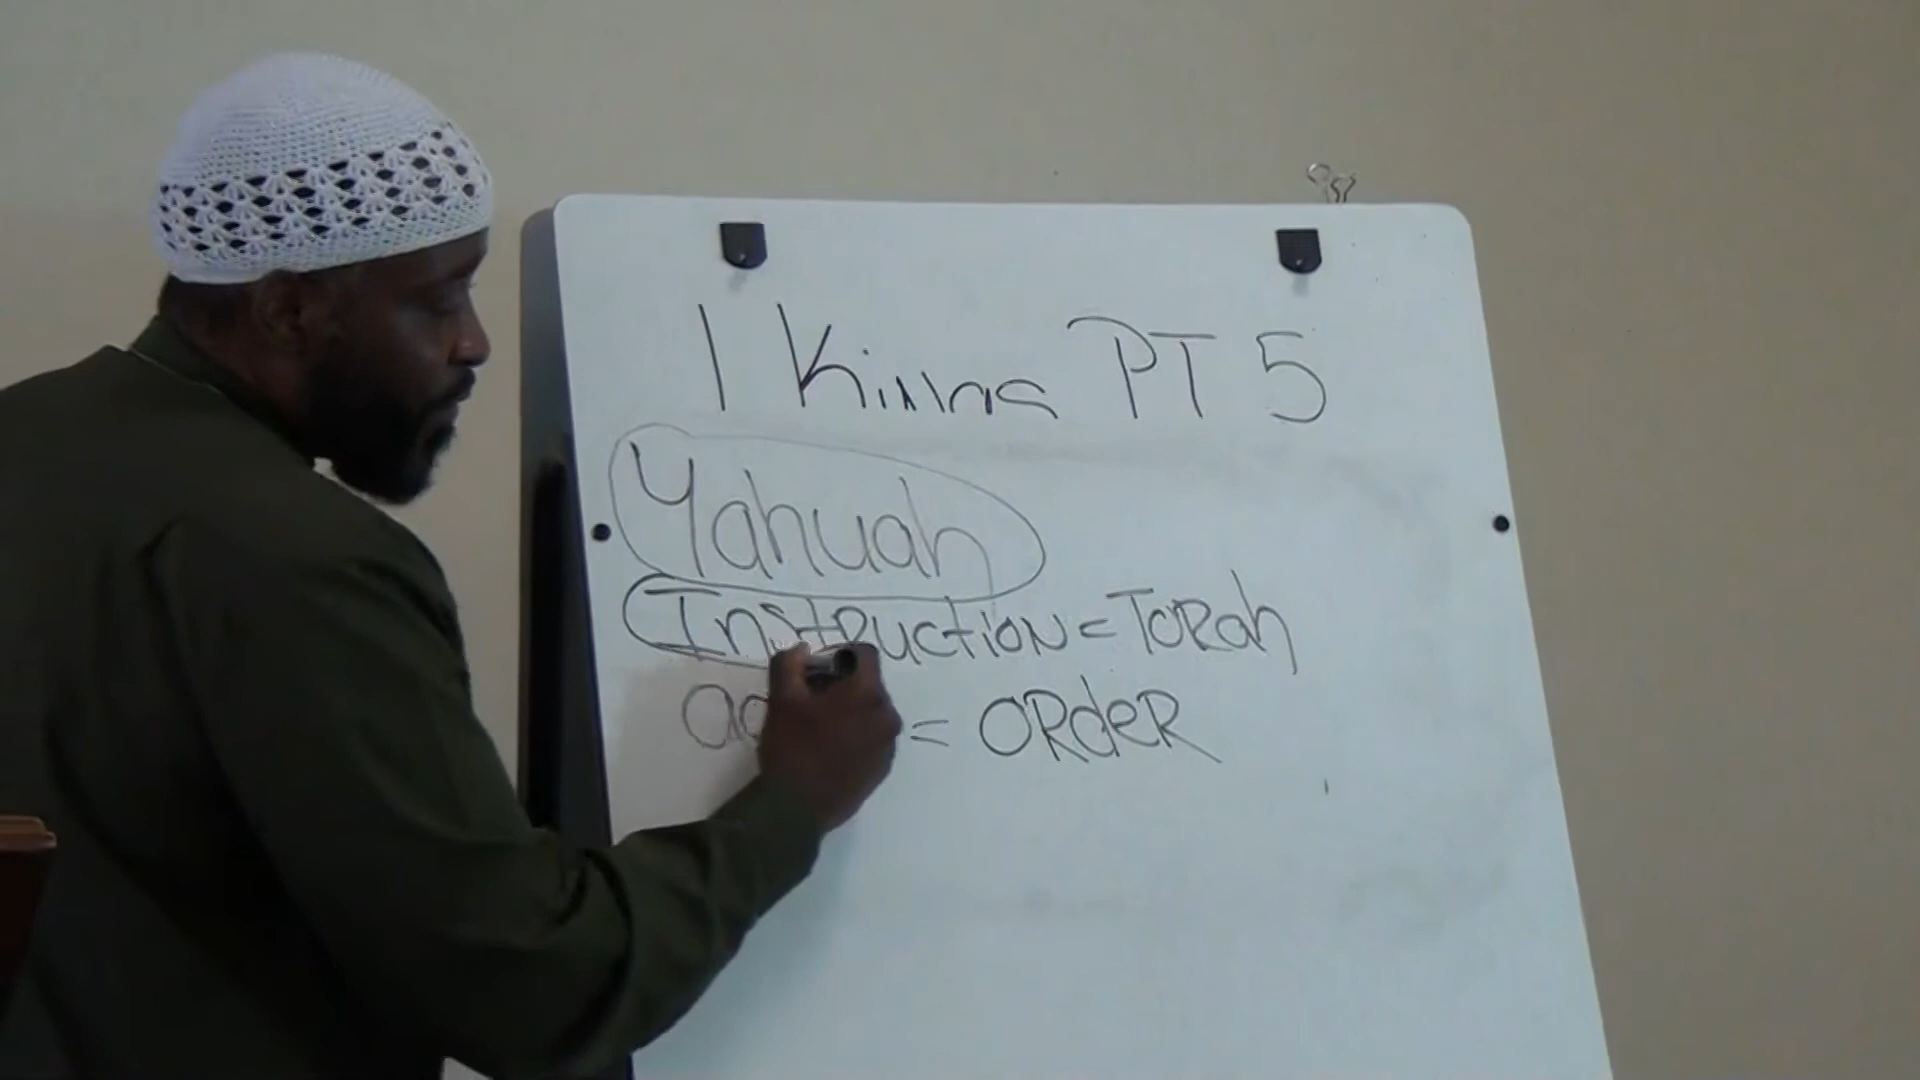 1 Kings PT 5
Yahuah
Instruction = Torah
= ORdeR